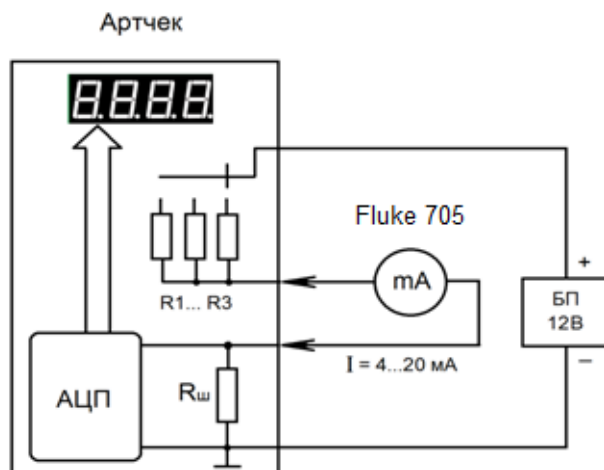 Артчек
8.8.8.8.
Fluke 705
mA
R1... R3
+
БП
12В
–
I = 4...20 мА
АЦП
Rш